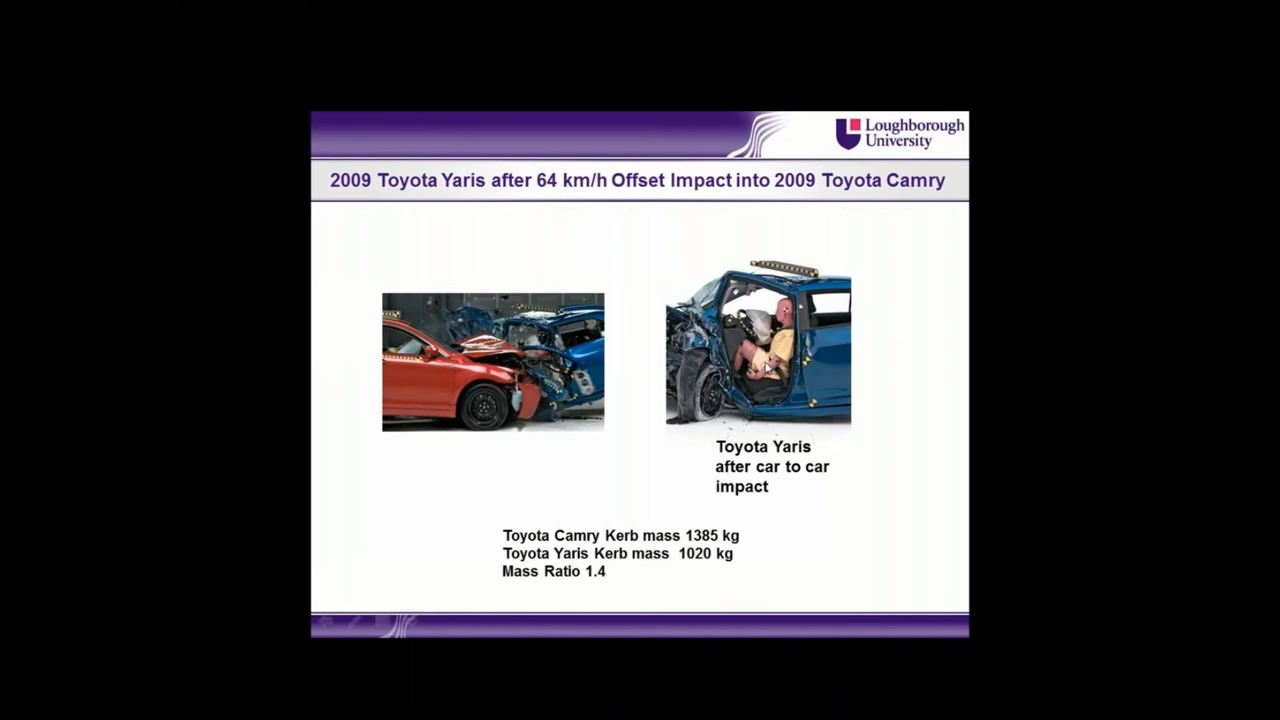 Loughborough
University
2009 Toyota Yaris after 64 km/h Offset Impact into 2009 Toyota Camry
Toyota Yaris
after car to car
impact
Toyota Camry Kerb mass 1385 kg
Toyota Yaris Kerb mass 1020 kg
Mass Ratio 1.4